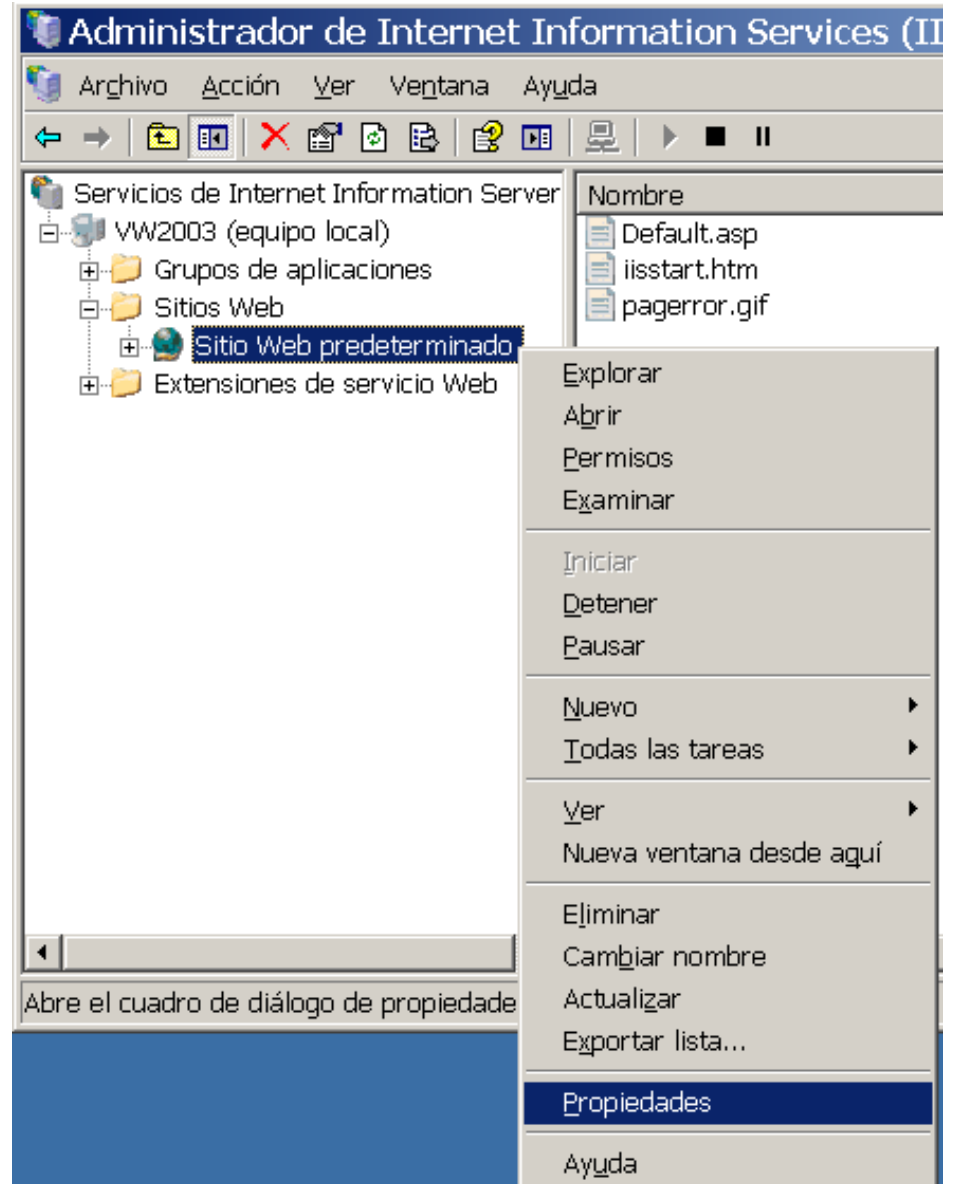 Administrador de Internet Information Services (II
Archivo Acción Ver Ventana Ayuda
Servicios de Internet Information Server
VW2003 (equipo local)
Grupos de aplicaciones
Sitios Web
Sitio Web predeterminado
Extensiones de servicio Web
Nombre
Default.asp
iisstart.htm
pagerror.gif
Explorar
Abrir
Permisos
Examinar
Iniciar
Detener
Pausar
Nuevo
Todas las tareas
Ver
Nueva ventana desde aquí
Eliminar
Cambiar nombre
Actualizar
Exportar lista...
Propiedades
Ayuda
Abre el cuadro de diálogo de propiedade